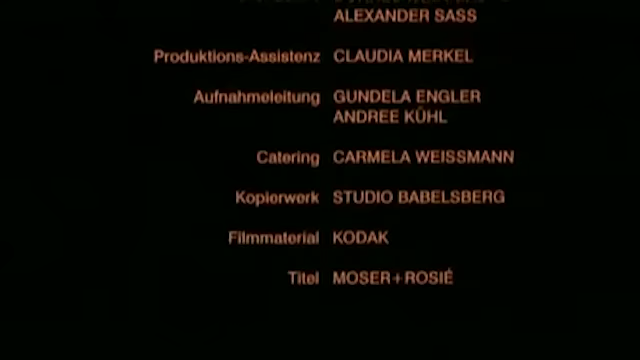 ALEXANDER SASS
Produktions-Assistenz CLAUDIA MERKEL
Aufnahmeleitung GUNDELA ENGLER
ANDREE KÜHL
Catering CARMELA WEISSMANN
Kopierwerk STUDIO BABELSBERG
Filmmaterial KODAK
Titel MOSER+ROSIÉ